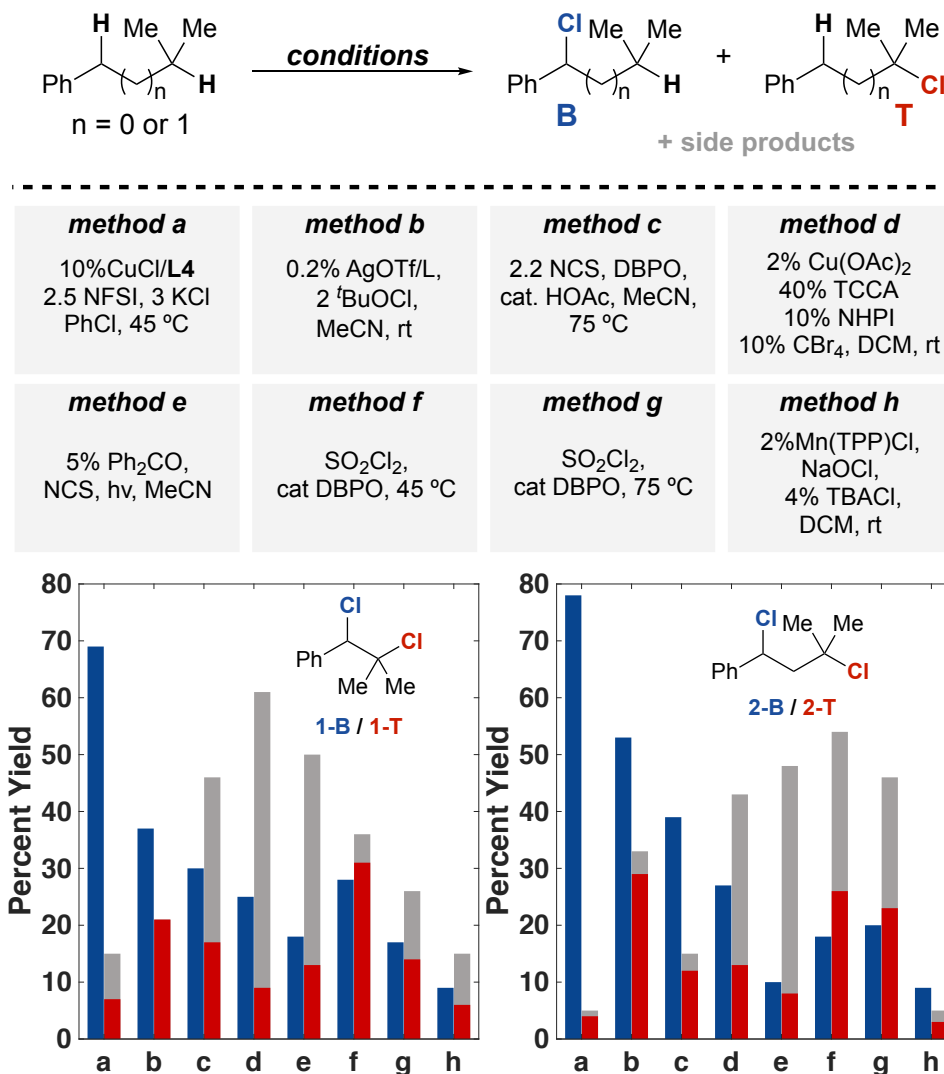 H
Me
Me
Ph
( )n
H
n = 0 or 1
conditions
Cl
Me
Me
Ph
( )n
H
B
+
H
Me
Me
Ph
( )n
Cl
T
+ side products
method a
10%CuCl/L4
2.5 NFSI, 3 KCl
PhCl, 45 ºC
method b
0.2% AgOTf/L,
2 ᵗBuOCl,
MeCN, rt
method c
2.2 NCS, DBPO,
cat. HOAc, MeCN,
75 ºC
method d
2% Cu(OAc)₂
40% TCCA
10% NHPI
10% CBr₄, DCM, rt
method e
5% Ph₂CO,
NCS, hv, MeCN
method f
SO₂Cl₂,
cat DBPO, 45 ºC
method g
SO₂Cl₂,
cat DBPO, 75 ºC
method h
2%Mn(TPP)Cl,
NaOCl,
4% TBACl,
DCM, rt
Percent Yield
80
70
60
50
40
30
20
10
0
a b c d e f g h
Cl
Cl
Ph
Me Me
1-B / 1-T
Percent Yield
80
70
60
50
40
30
20
10
0
a b c d e f g h
Cl
Me
Me
Ph
Cl
2-B / 2-T